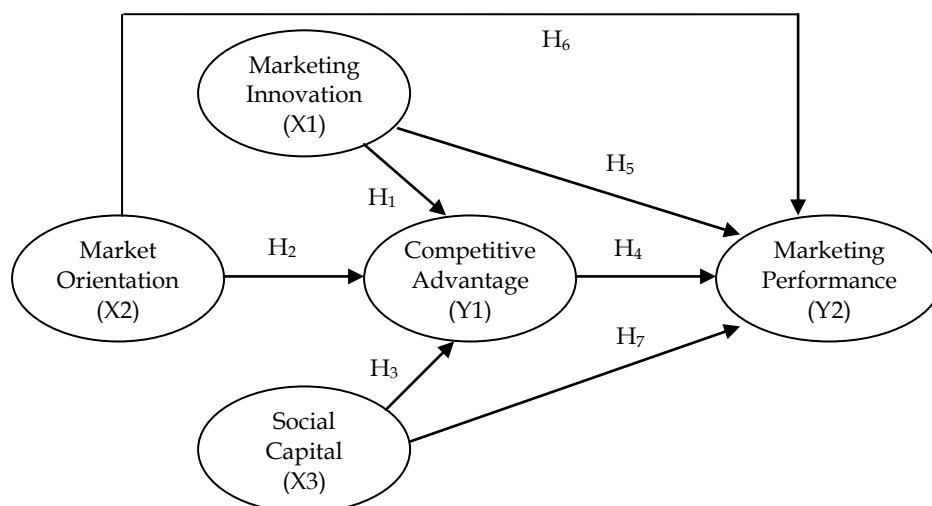 H₆
Marketing
Innovation
(X1)
H₅
H₁
Market
Orientation
(X2)
H₂
Competitive
Advantage
(Y1)
H₄
Marketing
Performance
(Y2)
H₇
H₃
Social
Capital
(X3)